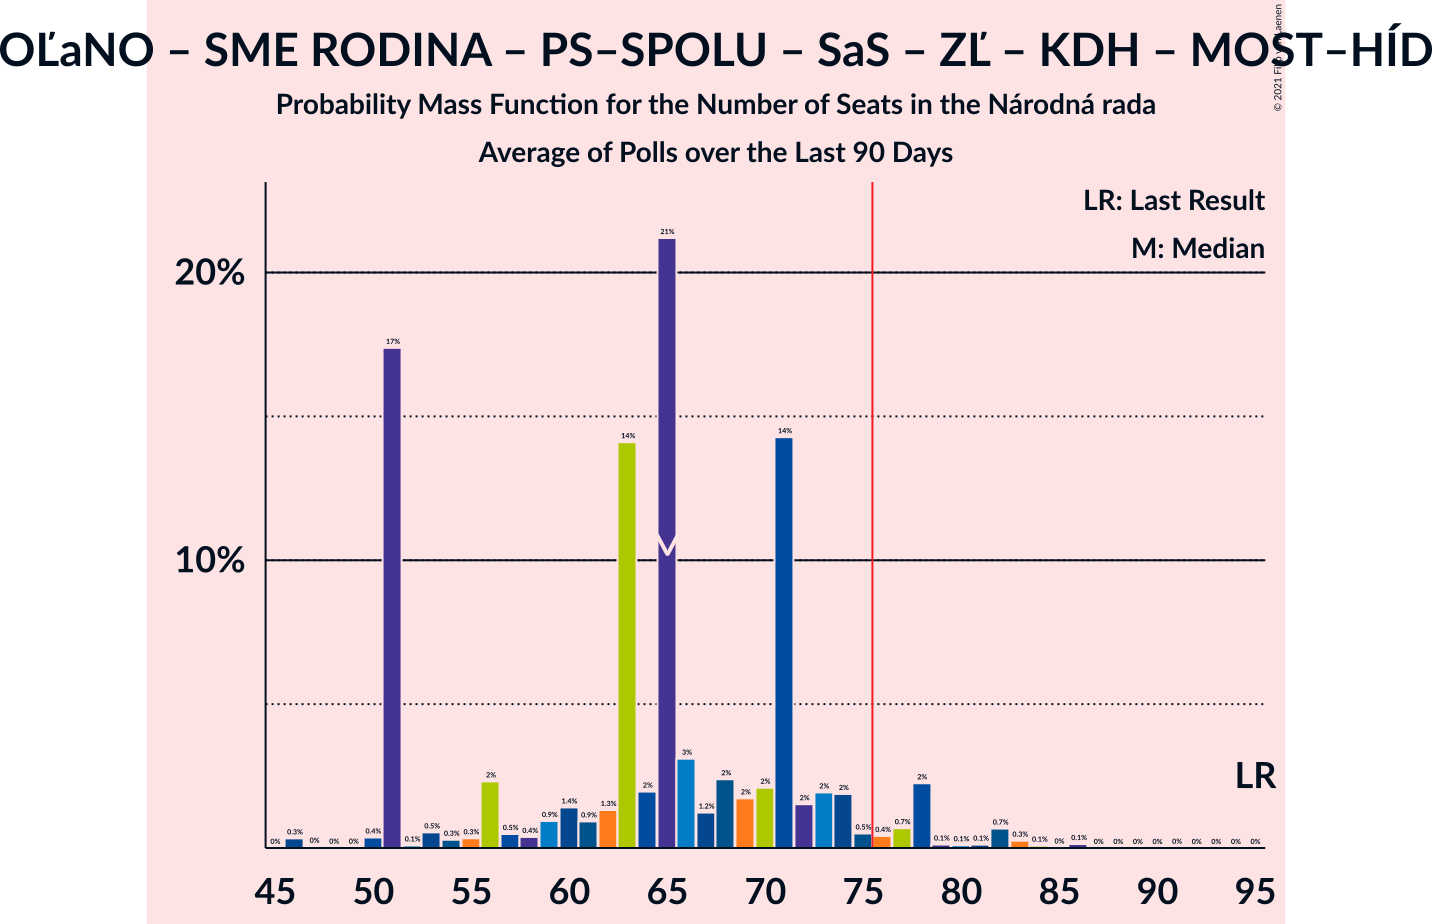 OĽaNO – SME RODINA – PS–SPOLU – SaS – ZĽ – KDH – MOST–HÍD
Probability Mass Function for the Number of Seats in the Národná rada
Average of Polls over the Last 90 Days
© 2021 Filip van Laenen
LR: Last Result
M: Median
20%
10%
0% 0.3% 0% 0% 0% 0.4% 17% 0.1% 0.5% 0.3% 0.3% 2% 0.5% 0.4% 0.9% 1.4% 0.9% 1.3% 14% 2% 21% 3% 1.2% 2% 2% 2% 14% 2% 2% 2% 0.5% 0.4% 0.7% 2% 0.1% 0.1% 0.1% 0.7% 0.3% 0.1% 0% 0.1% 0% 0% 0% 0% 0% 0% 0% 0% 0%
LR
45 50 55 60 65 70 75 80 85 90 95